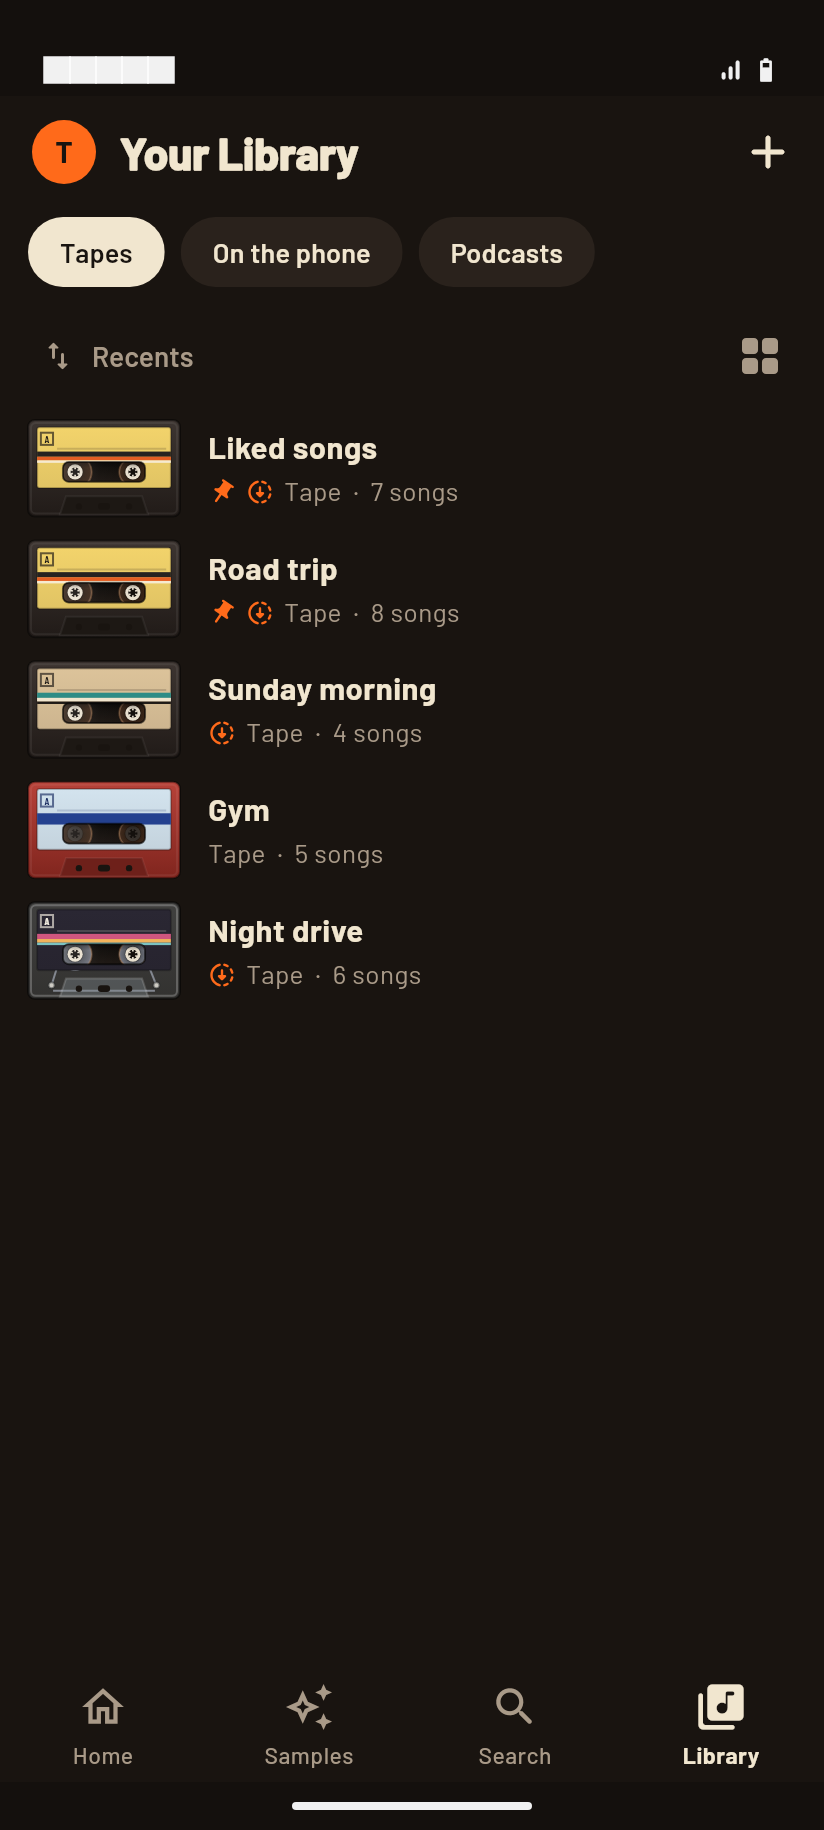 T Your Library
Tapes On the phone Podcasts
Recents
A
Liked songs
Tape · 7 songs
A
Road trip
Tape · 8 songs
A
Sunday morning
Tape · 4 songs
A
Gym
Tape · 5 songs
A
Night drive
Tape · 6 songs
Home Samples Search Library